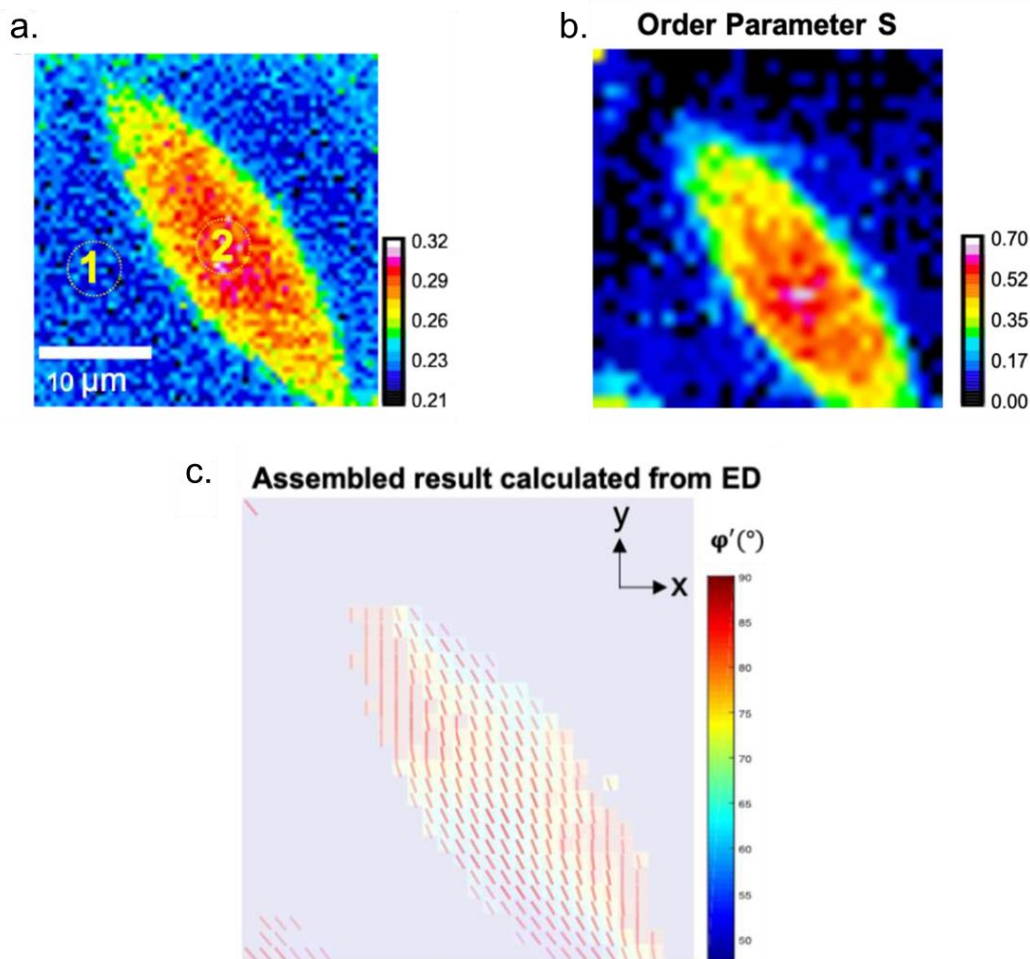 a.
1
2
10 µm
0.32
0.29
0.26
0.23
0.21
b.
Order Parameter S
0.70
0.52
0.35
0.17
0.00
c.
Assembled result calculated from ED
y
x
φ′(°)
90
85
80
75
70
65
60
55
50